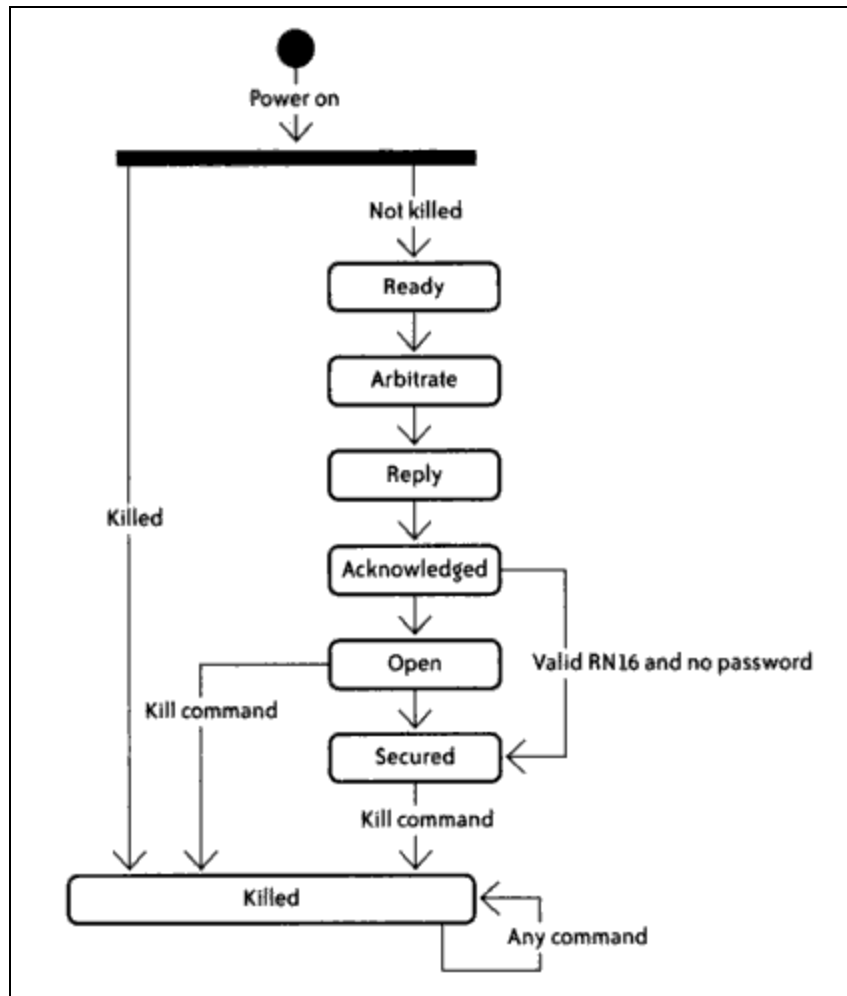 Power on
Not killed
Ready
Arbitrate
Reply
Killed
Acknowledged
Open
Valid RN16 and no password
Kill command
Secured
Kill command
Killed
Any command